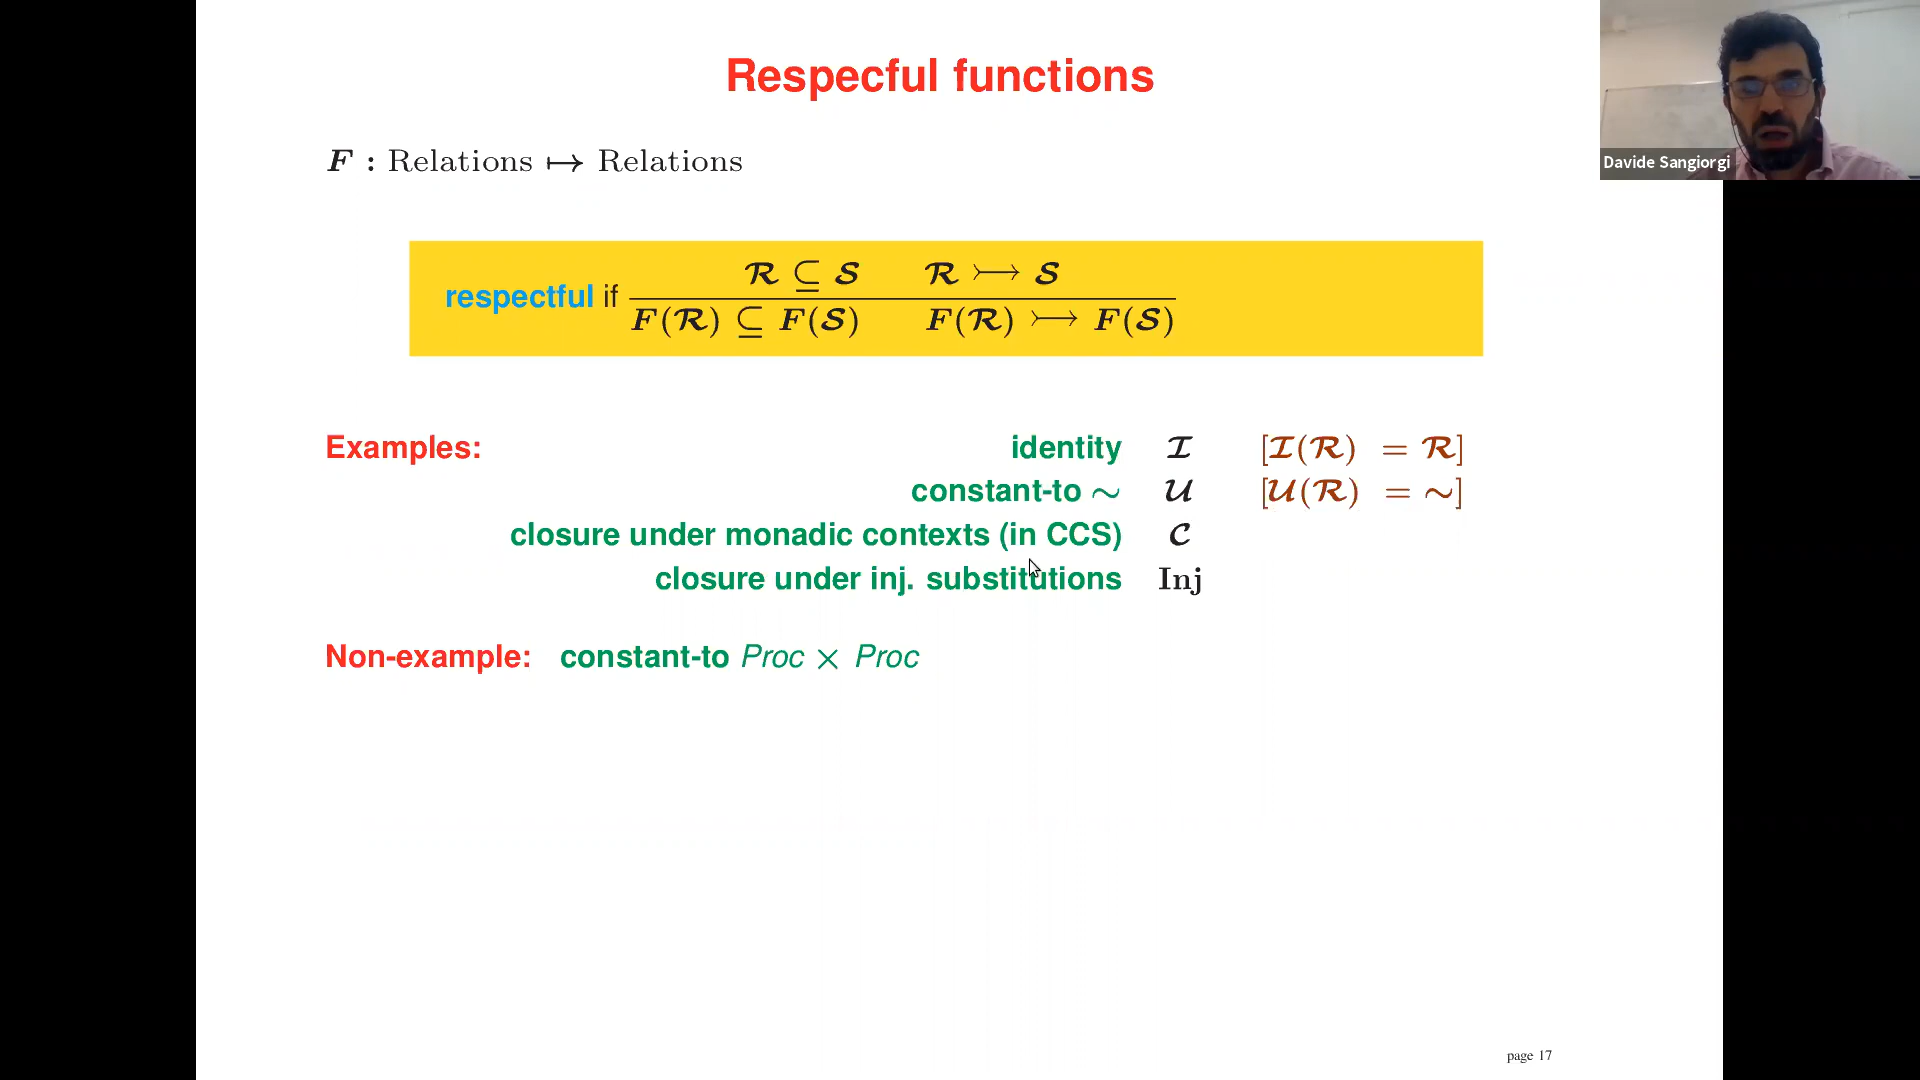 Respecful functions
Davide Sangiorgi
F : Relations ↦ Relations
respectful if R ⊆ S   R ↣ S
F(R) ⊆ F(S)   F(R) ↣ F(S)
Examples: identity I [I(R) = R]
constant-to ∼ U [U(R) = ∼]
closure under monadic contexts (in CCS) C
closure under inj. substitutions Inj
Non-example: constant-to Proc × Proc
page 17